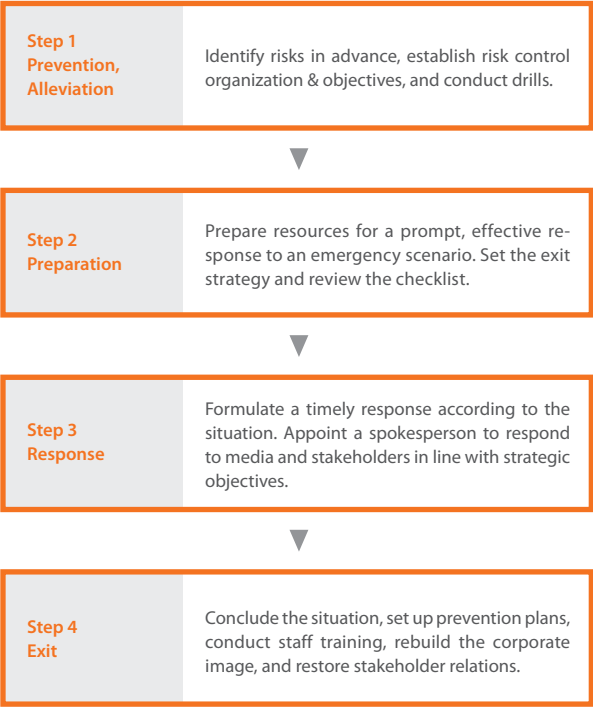 Step 1
Prevention,
Alleviation
Identify risks in advance, establish risk control
organization & objectives, and conduct drills.
Step 2
Preparation
Prepare resources for a prompt, effective re-
sponse to an emergency scenario. Set the exit
strategy and review the checklist.
Step 3
Response
Formulate a timely response according to the
situation. Appoint a spokesperson to respond
to media and stakeholders in line with strategic
objectives.
Step 4
Exit
Conclude the situation, set up prevention plans,
conduct staff training, rebuild the corporate
image, and restore stakeholder relations.